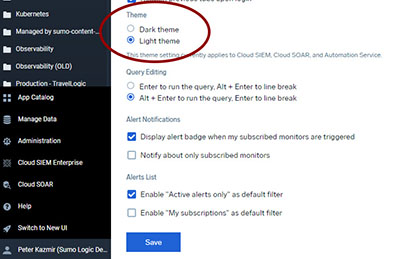 Kubernetes
Managed by sumo-content-...
Observability
Observability (OLD)
Production - TravelLogic
App Catalog
Manage Data
Administration
Cloud SIEM Enterprise
Cloud SOAR
Help
Switch to New UI
Peter Kazmir (Sumo Logic De...
Theme
Dark theme
Light theme
This theme setting currently applies to Cloud SIEM, Cloud SOAR, and Automation Service.
Query Editing
Enter to run the query, Alt + Enter to line break
Alt + Enter to run the query, Enter to line break
Alert Notifications
Display alert badge when my subscribed monitors are triggered
Notify about only subscribed monitors
Alerts List
Enable "Active alerts only" as default filter
Enable "My subscriptions" as default filter
Save